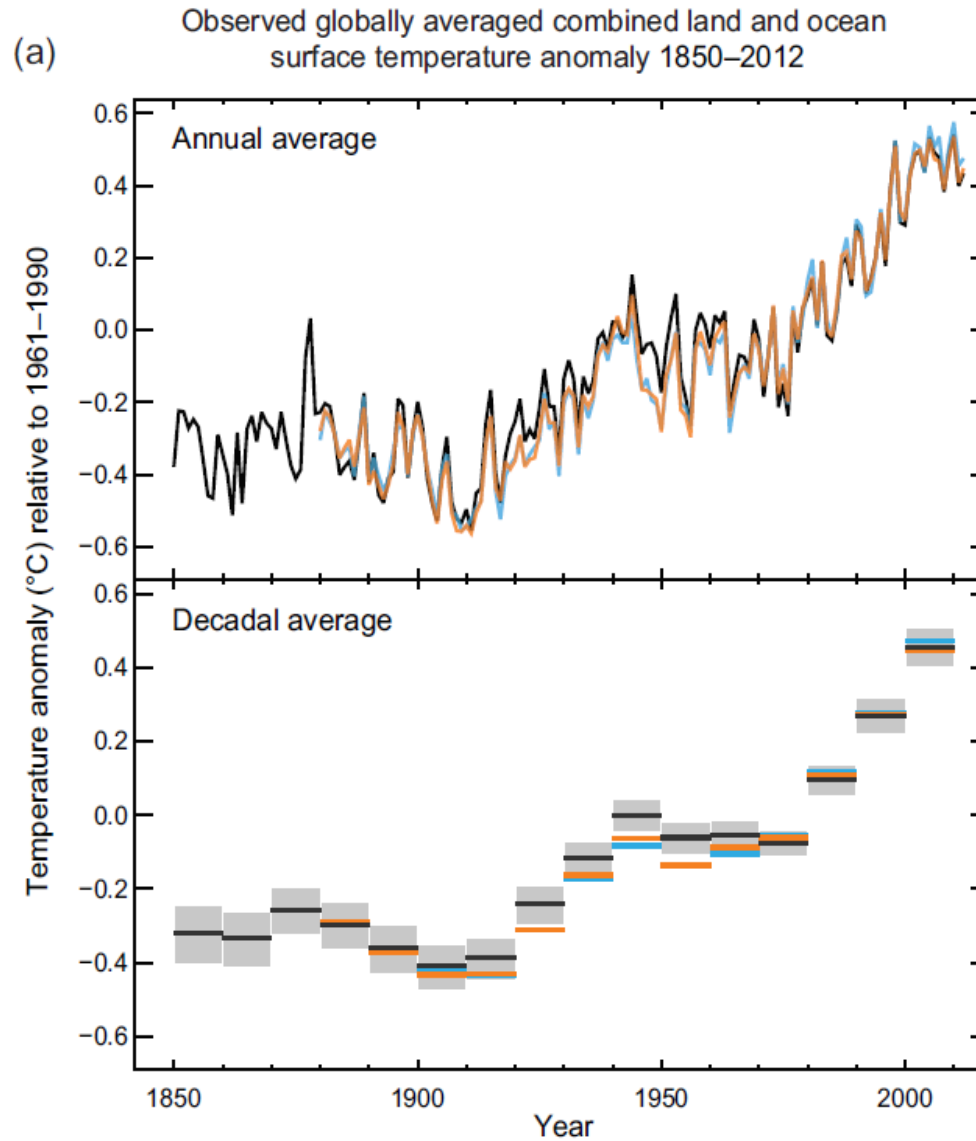 Observed globally averaged combined land and ocean
(a)
surface temperature anomaly 1850–2012
Annual average
0.6
0.4
0.2
0.0
−0.2
−0.4
−0.6
Temperature anomaly (°C) relative to 1961–1990
Decadal average
0.6
0.4
0.2
0.0
−0.2
−0.4
−0.6
1850
1900
1950
2000
Year